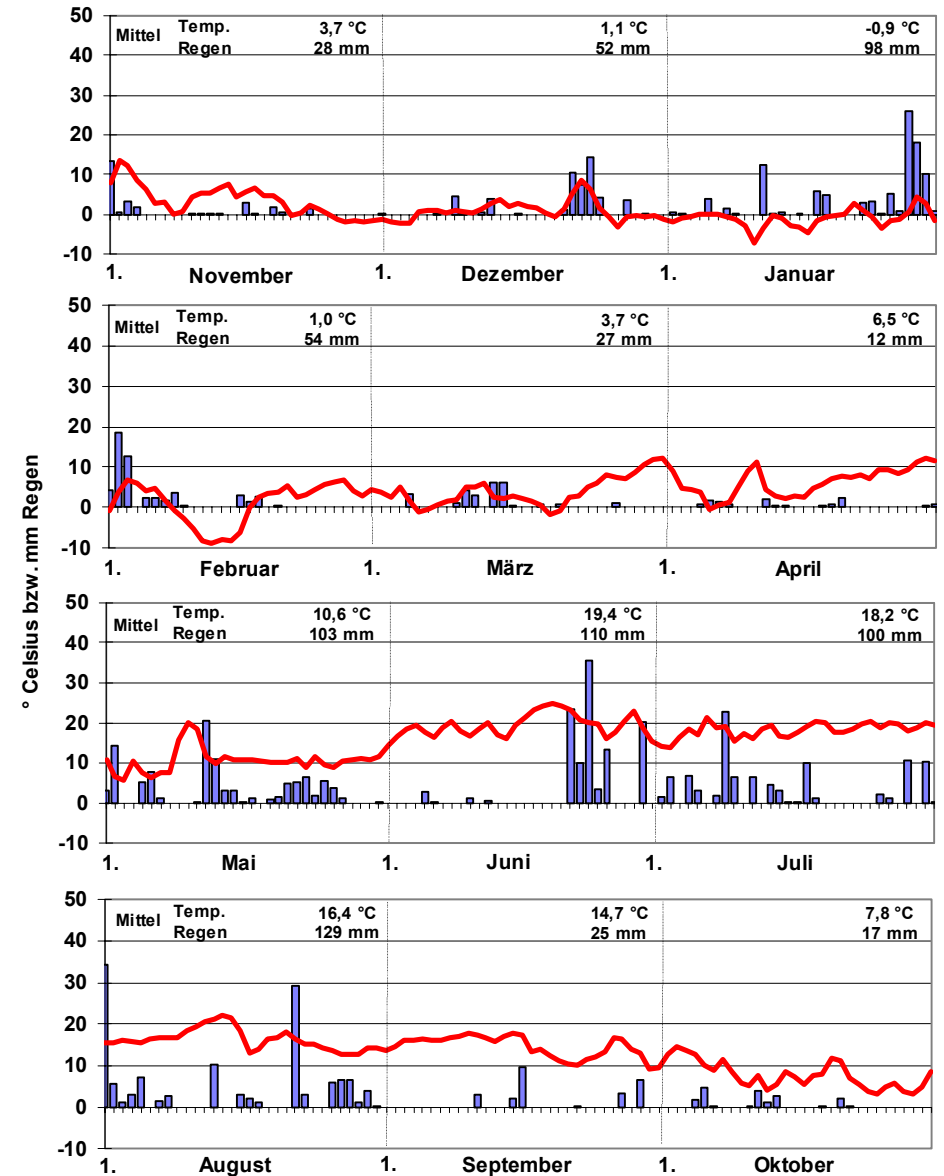 50
Mittel Temp. 3,7 °C 1,1 °C -0,9 °C
Regen 28 mm 52 mm 98 mm
40
30
20
10
0
-10
1. November 1. Dezember 1. Januar
50
Mittel Temp. 1,0 °C 3,7 °C 6,5 °C
Regen 54 mm 27 mm 12 mm
40
30
20
10
0
-10
1. Februar 1. März 1. April
° Celsius bzw. mm Regen
50
Mittel Temp. 10,6 °C 19,4 °C 18,2 °C
Regen 103 mm 110 mm 100 mm
40
30
20
10
0
-10
1. Mai 1. Juni 1. Juli
50
Mittel Temp. 16,4 °C 14,7 °C 7,8 °C
Regen 129 mm 25 mm 17 mm
40
30
20
10
0
-10
1. August 1. September 1. Oktober